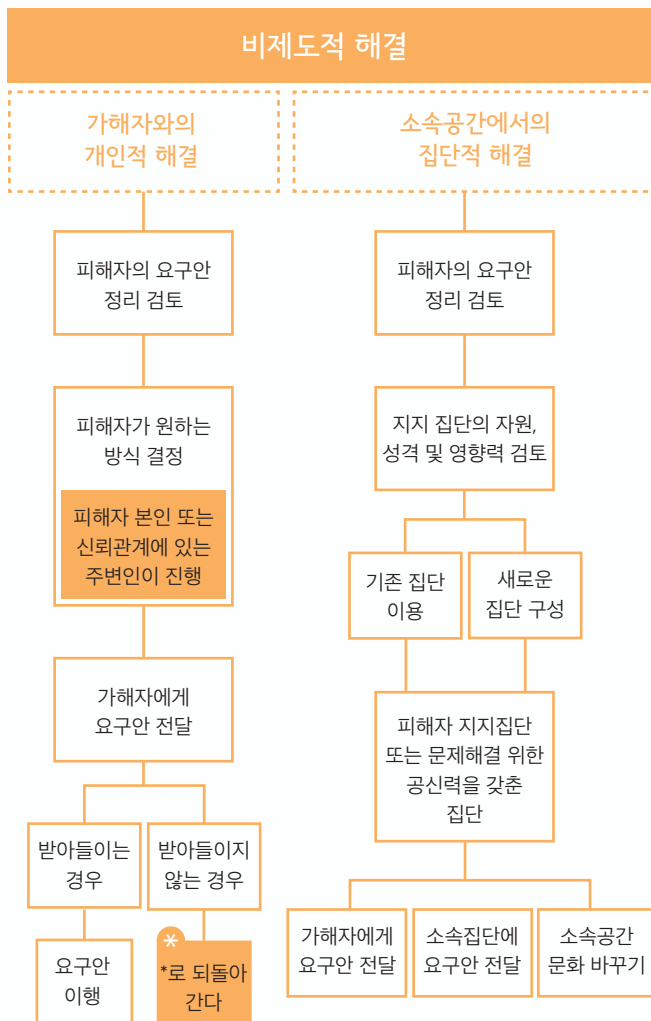 비제도적 해결
가해자와의
개인적 해결
피해자의 요구안
정리 검토
피해자가 원하는
방식 결정
피해자 본인 또는
신뢰관계에 있는
주변인이 진행
가해자에게
요구안 전달
받아들이는
경우
받아들이지
않는 경우
요구안
이행
*
*로 되돌아
간다
소속공간에서의
집단적 해결
피해자의 요구안
정리 검토
지지 집단의 자원,
성격 및 영향력 검토
기존 집단
이용
새로운
집단 구성
피해자 지지집단
또는 문제해결 위한
공신력을 갖춘
집단
가해자에게
요구안 전달
소속집단에
요구안 전달
소속공간
문화 바꾸기